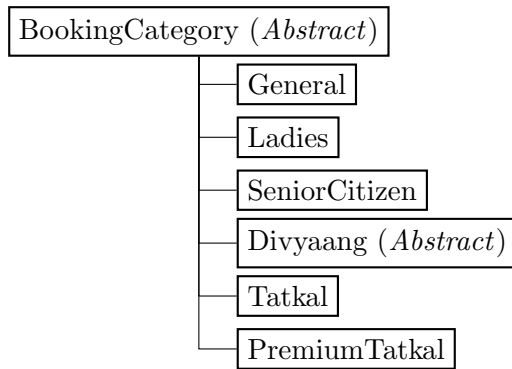 BookingCategory (Abstract)
General
Ladies
SeniorCitizen
Divyaang (Abstract)
Tatkal
PremiumTatkal